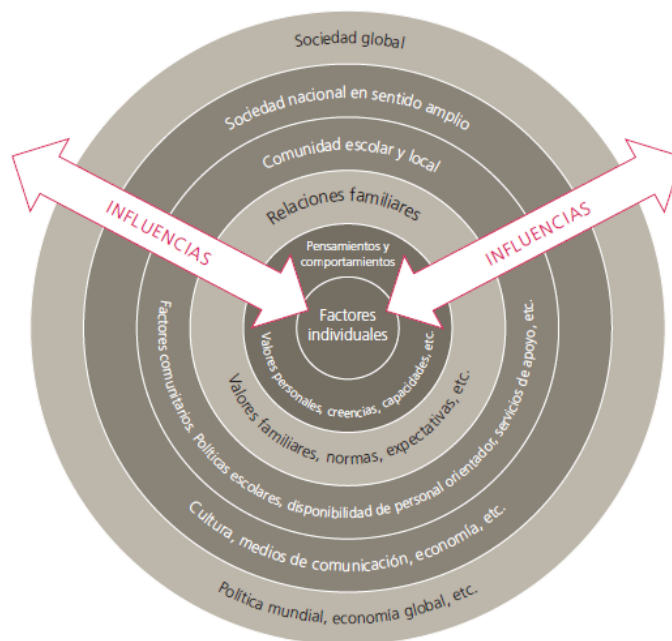 Sociedad global
Sociedad nacional en sentido amplio
Comunidad escolar y local
Relaciones familiares
INFLUENCIAS
INFLUENCIAS
Pensamientos y
comportamientos
Factores
individuales
Valores personales, creencias, capacidades, etc.
Valores familiares, normas, expectativas, etc.
Factores comunitarios. Políticas escolares, disponibilidad de personal orientador, servicios de apoyo, etc.
Cultura, medios de comunicación, economía, etc.
Política mundial, economía global, etc.